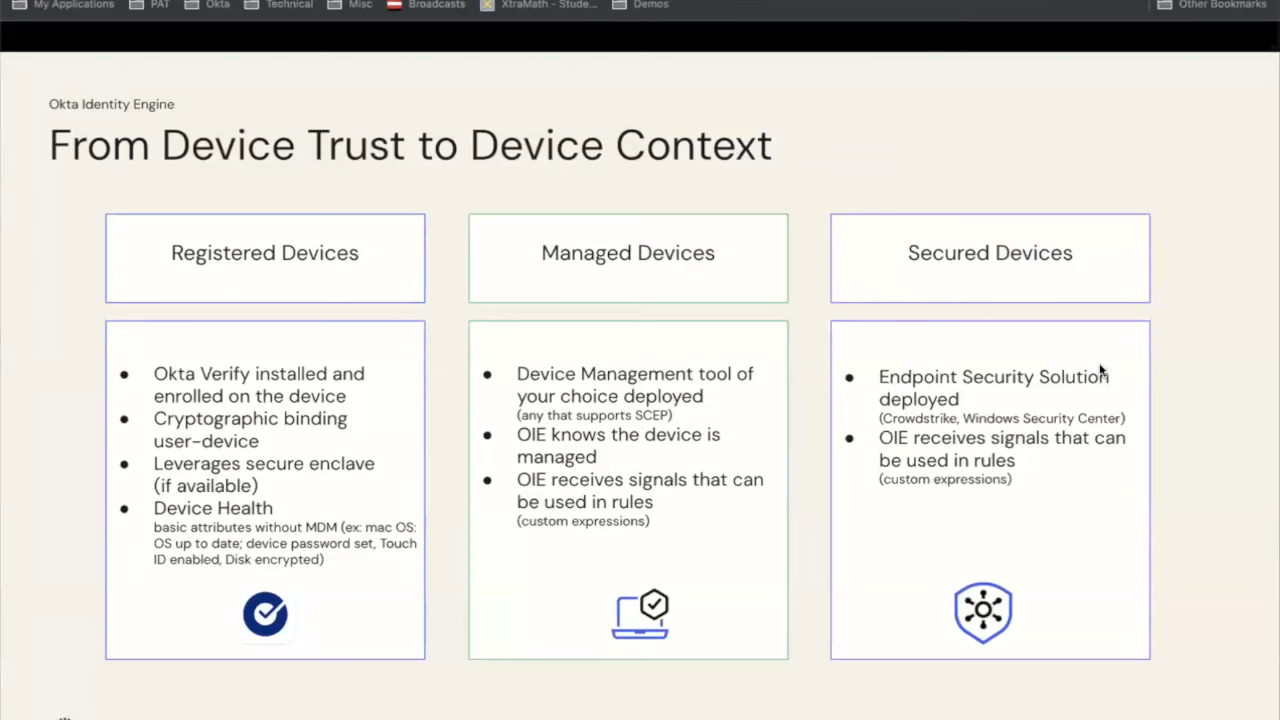 My Applications PAT Okta Technical Misc Broadcasts XtraMath - Stude... Demos Other Bookmarks
Okta Identity Engine
From Device Trust to Device Context
Registered Devices
● Okta Verify installed and
enrolled on the device
● Cryptographic binding
user-device
● Leverages secure enclave
(if available)
● Device Health
basic attributes without MDM (ex: mac OS:
OS up to date; device password set, Touch
ID enabled, Disk encrypted)
Managed Devices
● Device Management tool of
your choice deployed
(any that supports SCEP)
● OIE knows the device is
managed
● OIE receives signals that can
be used in rules
(custom expressions)
Secured Devices
● Endpoint Security Solution
deployed
(Crowdstrike, Windows Security Center)
● OIE receives signals that can
be used in rules
(custom expressions)